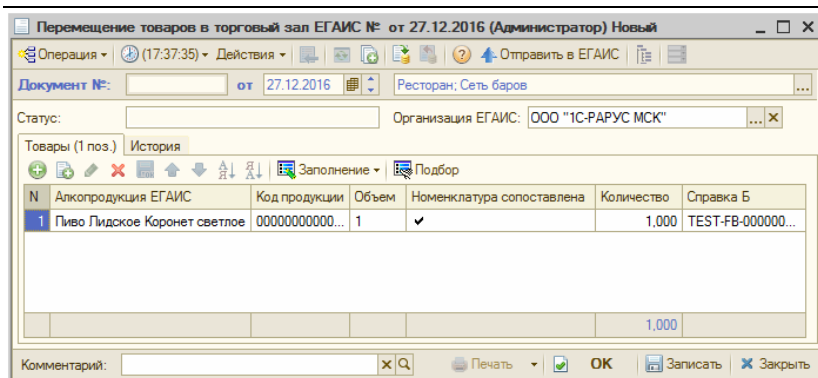 Перемещение товаров в торговый зал ЕГАИС № от 27.12.2016 (Администратор) Новый
Операция (17:37:35) Действия Отправить в ЕГАИС
Документ №: от 27.12.2016 Ресторан; Сеть баров ...
Статус: Организация ЕГАИС: ООО "1С-РАРУС МСК" ...
Товары (1 поз.) История
Заполнение Подбор
N Алкопродукция ЕГАИС Код продукции Объем Номенклатура сопоставлена Количество Справка Б
1 Пиво Лидское Коронет светлое 00000000000... 1 1,000 TEST-FB-000000...
1,000
Комментарий: Печать OK Записать Закрыть